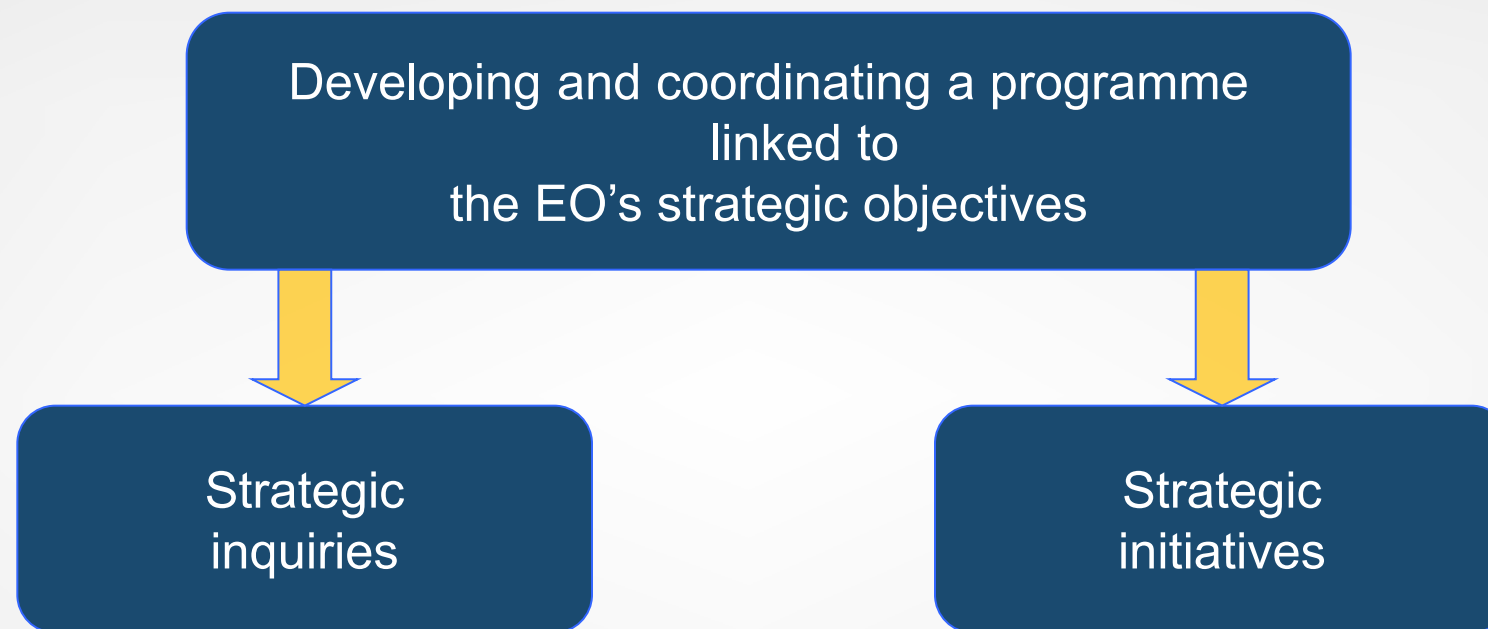 Developing and coordinating a programme
linked to
the EO’s strategic objectives
Strategic
inquiries
Strategic
initiatives